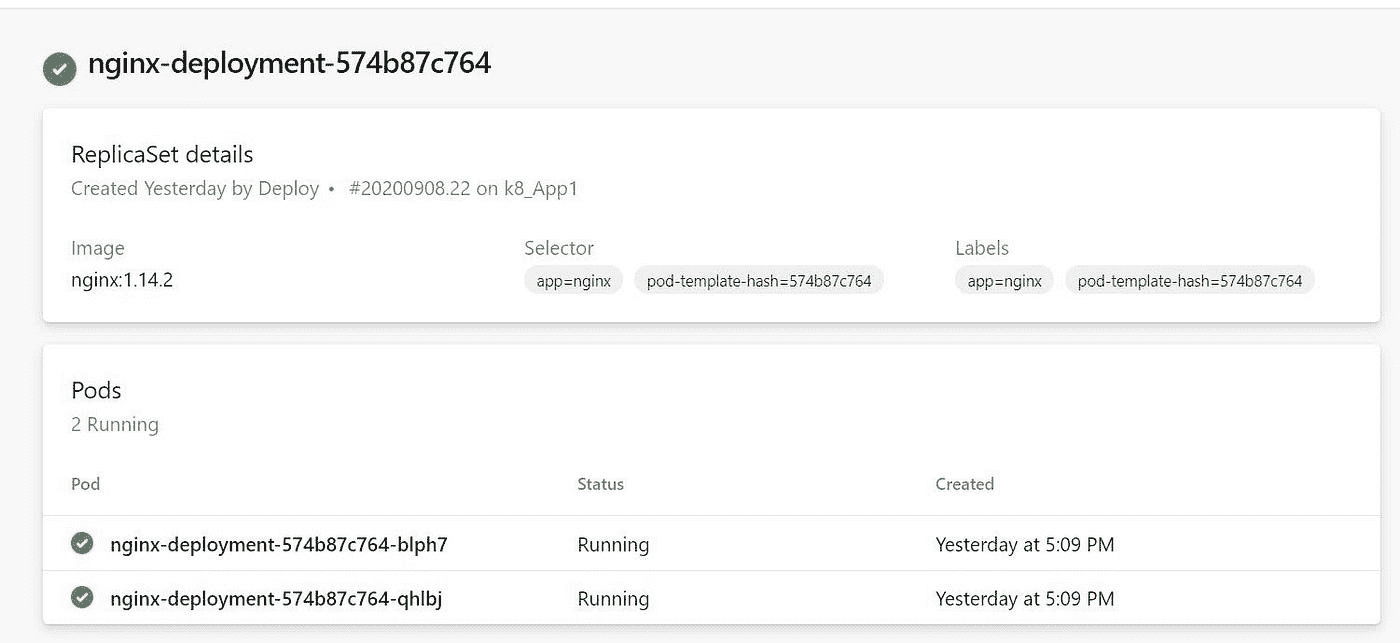 nginx-deployment-574b87c764
ReplicaSet details
Created Yesterday by Deploy • #20200908.22 on k8_App1
Image Selector Labels
nginx:1.14.2 app=nginx pod-template-hash=574b87c764 app=nginx pod-template-hash=574b87c764
Pods
2 Running
Pod Status Created
nginx-deployment-574b87c764-blph7 Running Yesterday at 5:09 PM
nginx-deployment-574b87c764-qhlbj Running Yesterday at 5:09 PM